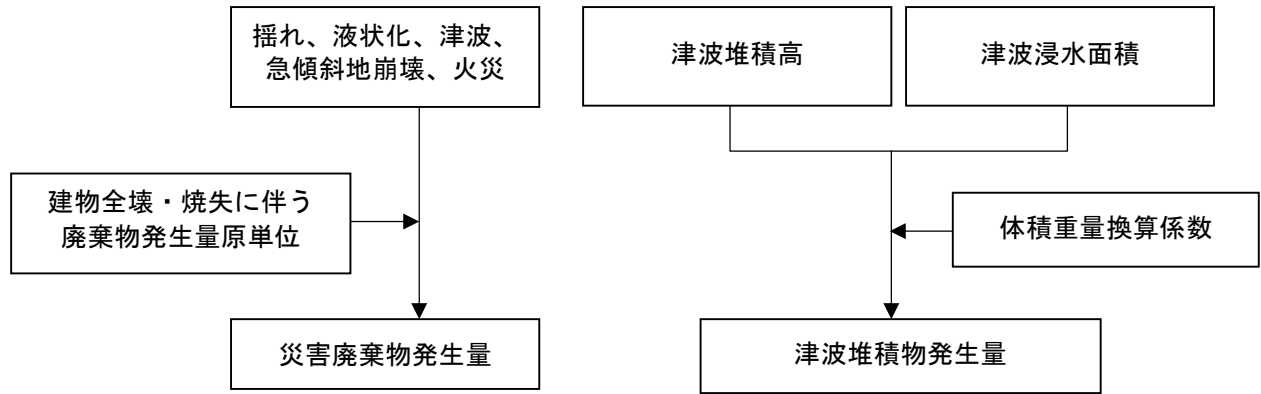 揺れ、液状化、津波、
急傾斜地崩壊、火災
建物全壊・焼失に伴う
廃棄物発生量原単位
災害廃棄物発生量
津波堆積高
津波浸水面積
体積重量換算係数
津波堆積物発生量